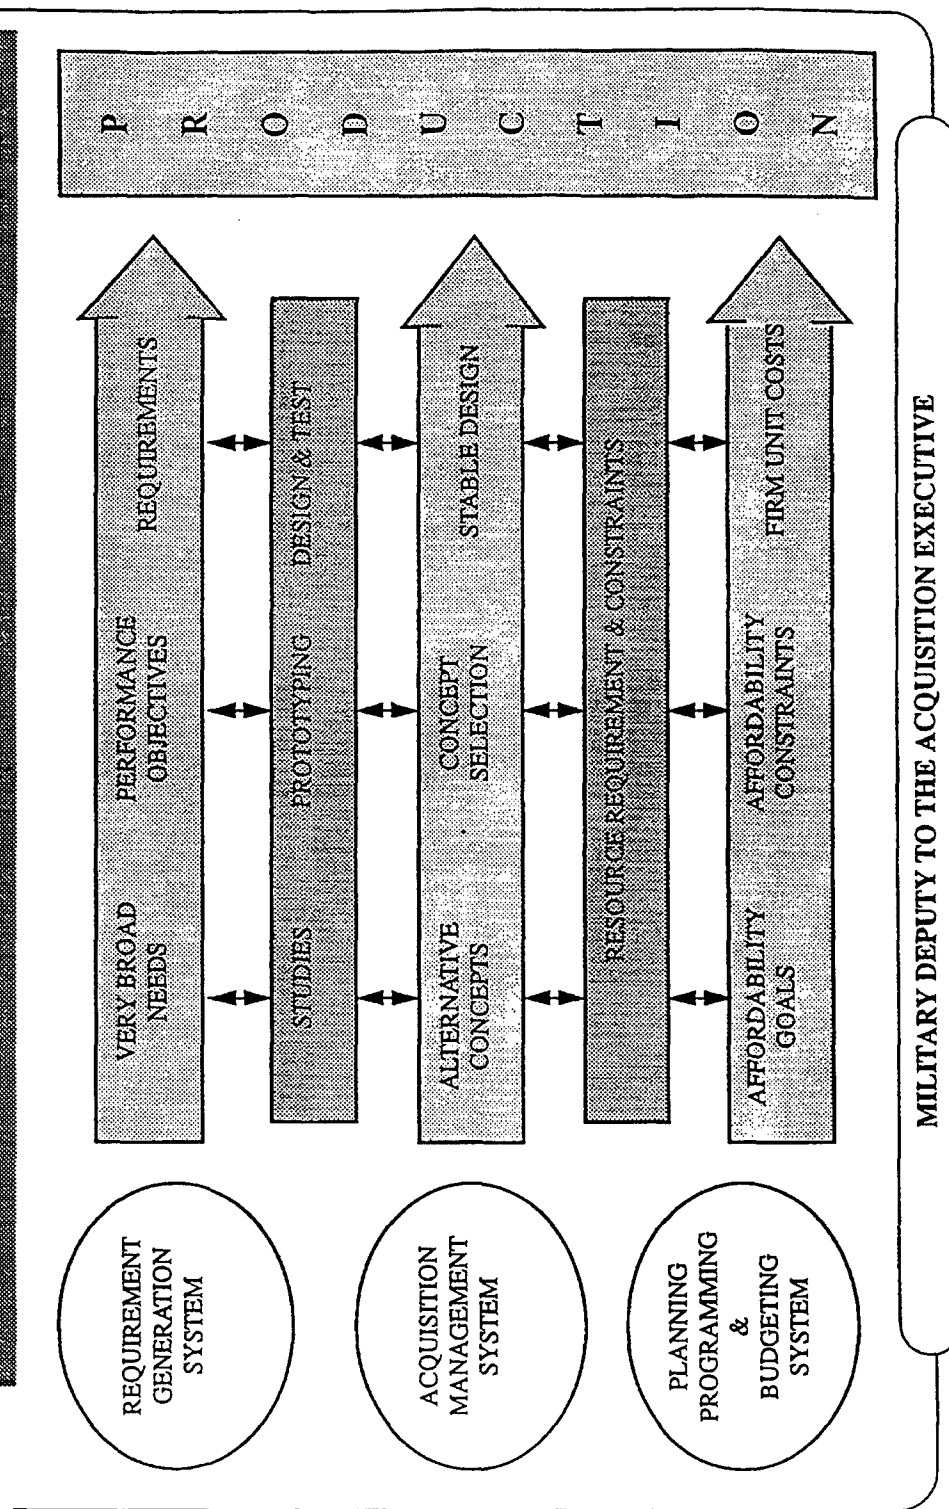 REQUIREMENT
GENERATION
SYSTEM
VERY BROAD
NEEDS
PERFORMANCE
OBJECTIVES
REQUIREMENTS
STUDIES
PROTOTYPING
DESIGN & TEST
ACQUISITION
MANAGEMENT
SYSTEM
ALTERNATIVE
CONCEPTS
CONCEPT
SELECTION
STABLE DESIGN
RESOURCE REQUIREMENT & CONSTRAINTS
PLANNING
PROGRAMMING
&
BUDGETING
SYSTEM
AFFORDABILITY
GOALS
AFFORDABILITY
CONSTRAINTS
FIRM UNIT COSTS
P
R
O
D
U
C
T
I
O
N
MILITARY DEPUTY TO THE ACQUISITION EXECUTIVE